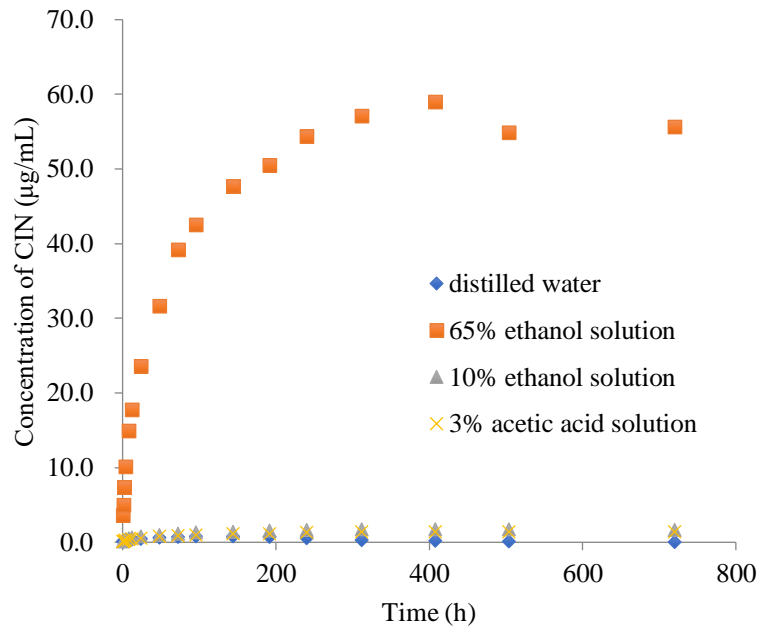 70.0
60.0
50.0
40.0
30.0
20.0
10.0
0.0
Concentration of CIN (µg/mL)
distilled water
65% ethanol solution
10% ethanol solution
3% acetic acid solution
0 200 400 600 800
Time (h)